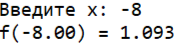 Введите x: -8
f(-8.00) = 1.093